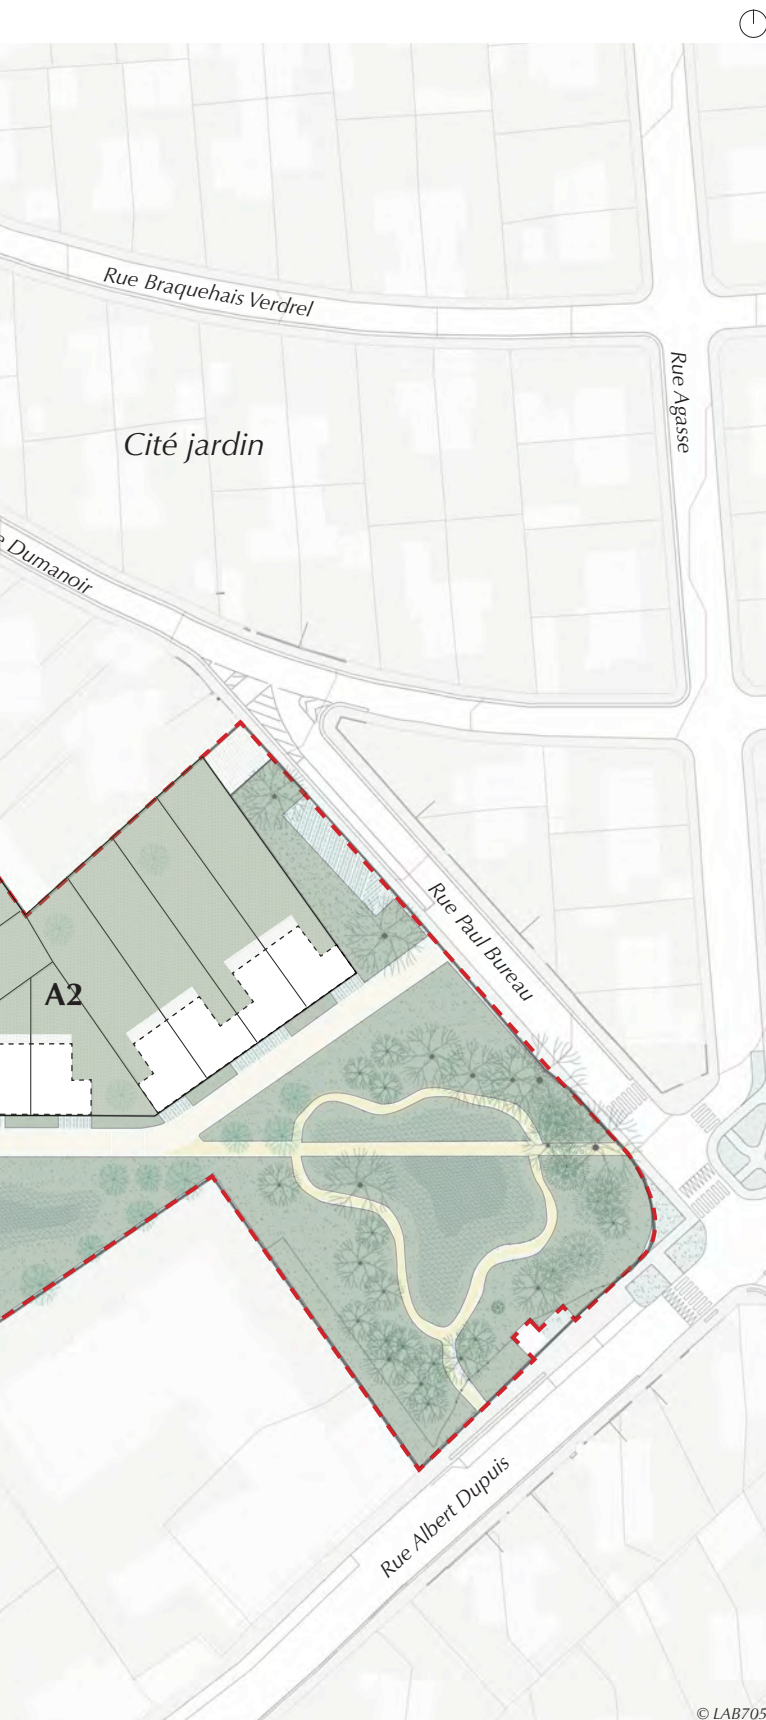 Rue Braquehais Verdrel
Rue Agasse
Cité jardin
Dumanoir
Rue Paul Bureau
A2
Rue Albert Dupuis
© LAB705